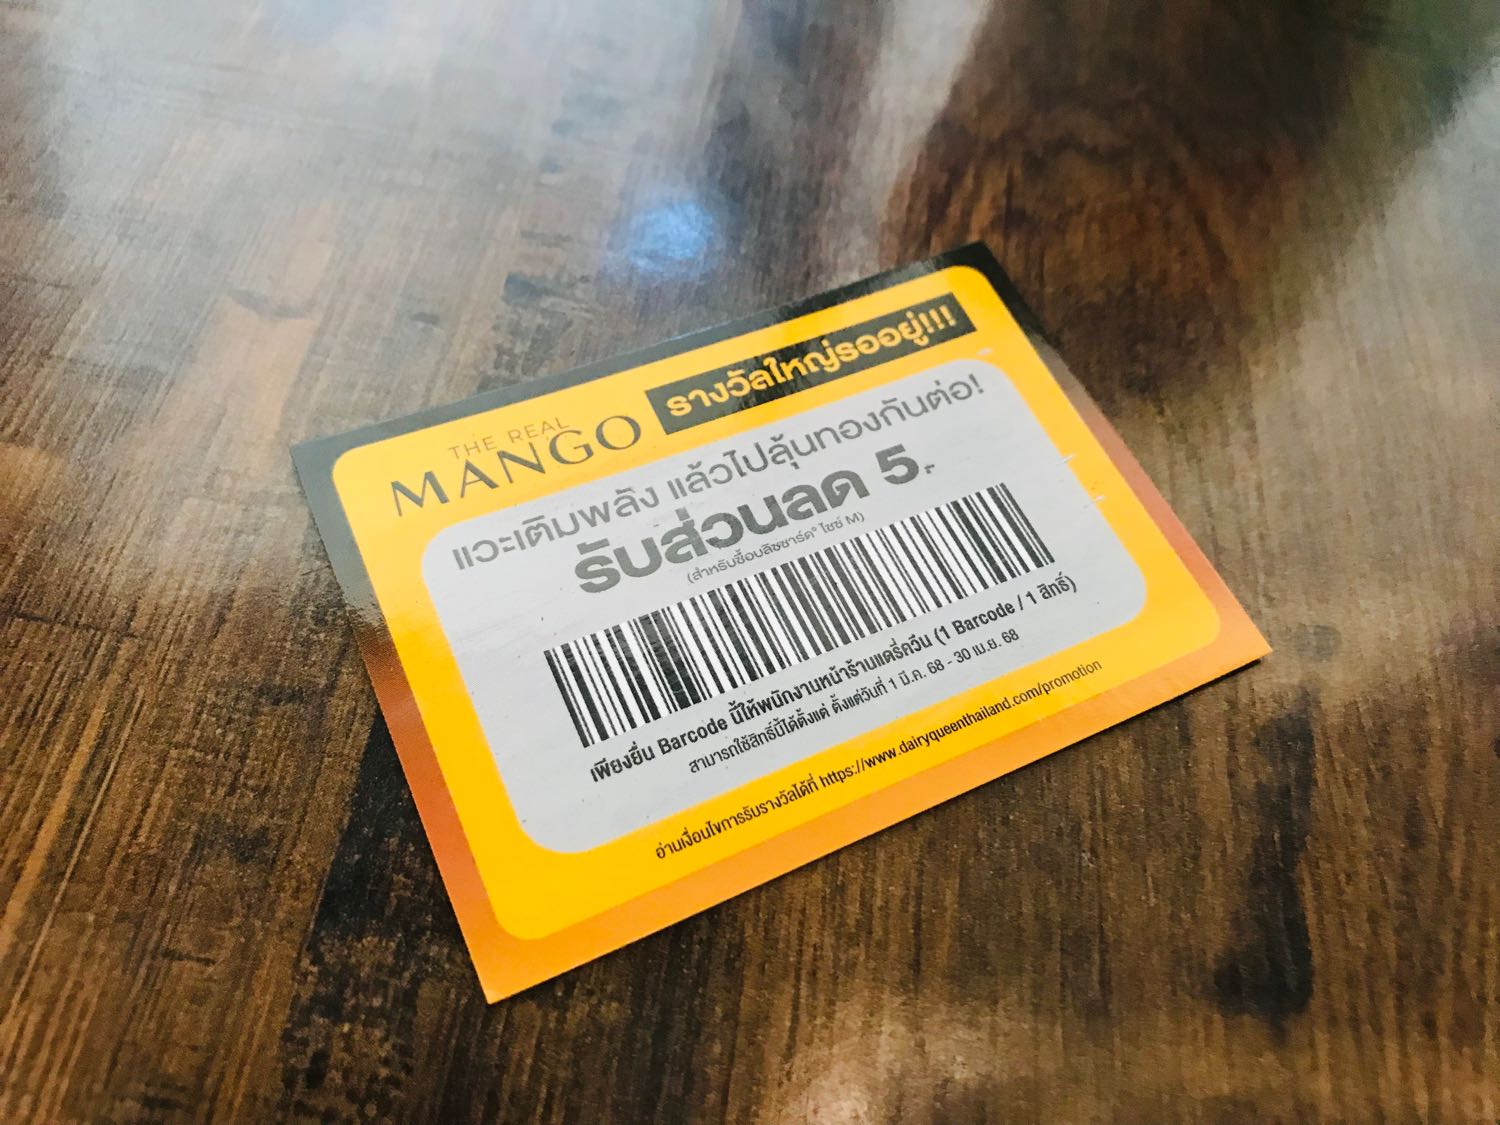 THE REAL
MANGO
รางวัลใหญ่รออยู่!!!
แวะเติมพลัง แล้วไปลุ้นทองกันต่อ!
รับส่วนลด 5.-
(สำหรับซื้อบลิซซาร์ด® ไซซ์ M)
เพียงยื่น Barcode นี้ให้พนักงานหน้าร้านแดรี่ควีน (1 Barcode / 1 สิทธิ์)
สามารถใช้สิทธิ์นี้ได้ตั้งแต่ ตั้งแต่วันที่ 1 มี.ค. 68 - 30 เม.ย. 68
อ่านเงื่อนไขการรับรางวัลได้ที่ https://www.dairyqueenthailand.com/promotion